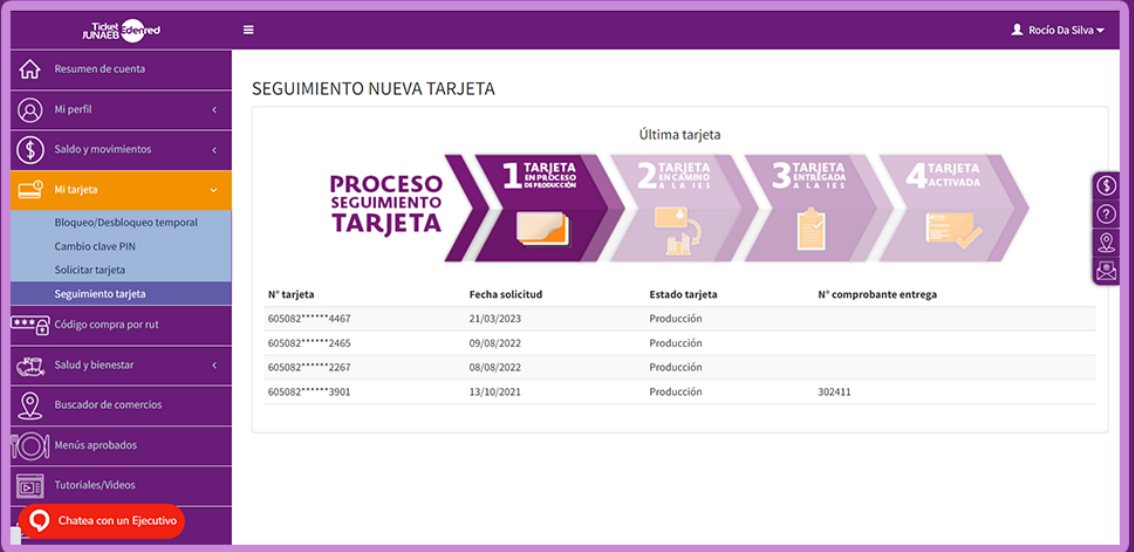 Ticket
JUNAEB Edenred
Rocío Da Silva
Resumen de cuenta
Mi perfil
Saldo y movimientos
Mi tarjeta
Bloqueo/Desbloqueo temporal
Cambio clave PIN
Solicitar tarjeta
Seguimiento tarjeta
Código compra por rut
Salud y bienestar
Buscador de comercios
Menús aprobados
Tutoriales/Videos
Chatea con un Ejecutivo
SEGUIMIENTO NUEVA TARJETA
Última tarjeta
PROCESO
SEGUIMIENTO
TARJETA
1 TARJETA
EN PROCESO
DE PRODUCCIÓN
2 TARJETA
EN CAMINO
A LA IES
3 TARJETA
ENTREGADA
A LA IES
4 TARJETA
ACTIVADA
N° tarjeta Fecha solicitud Estado tarjeta N° comprobante entrega
605082******4467 21/03/2023 Producción
605082******2465 09/08/2022 Producción
605082******2267 08/08/2022 Producción
605082******3901 13/10/2021 Producción 302411